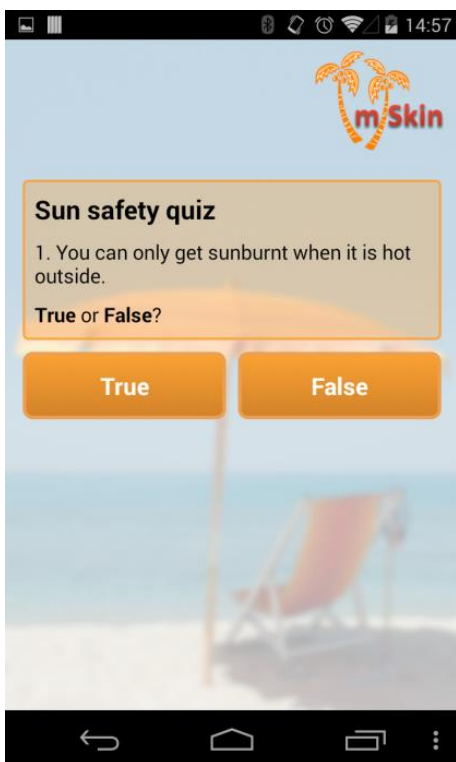 14:57
mSkin
Sun safety quiz
1. You can only get sunburnt when it is hot
outside.
True or False?
True False